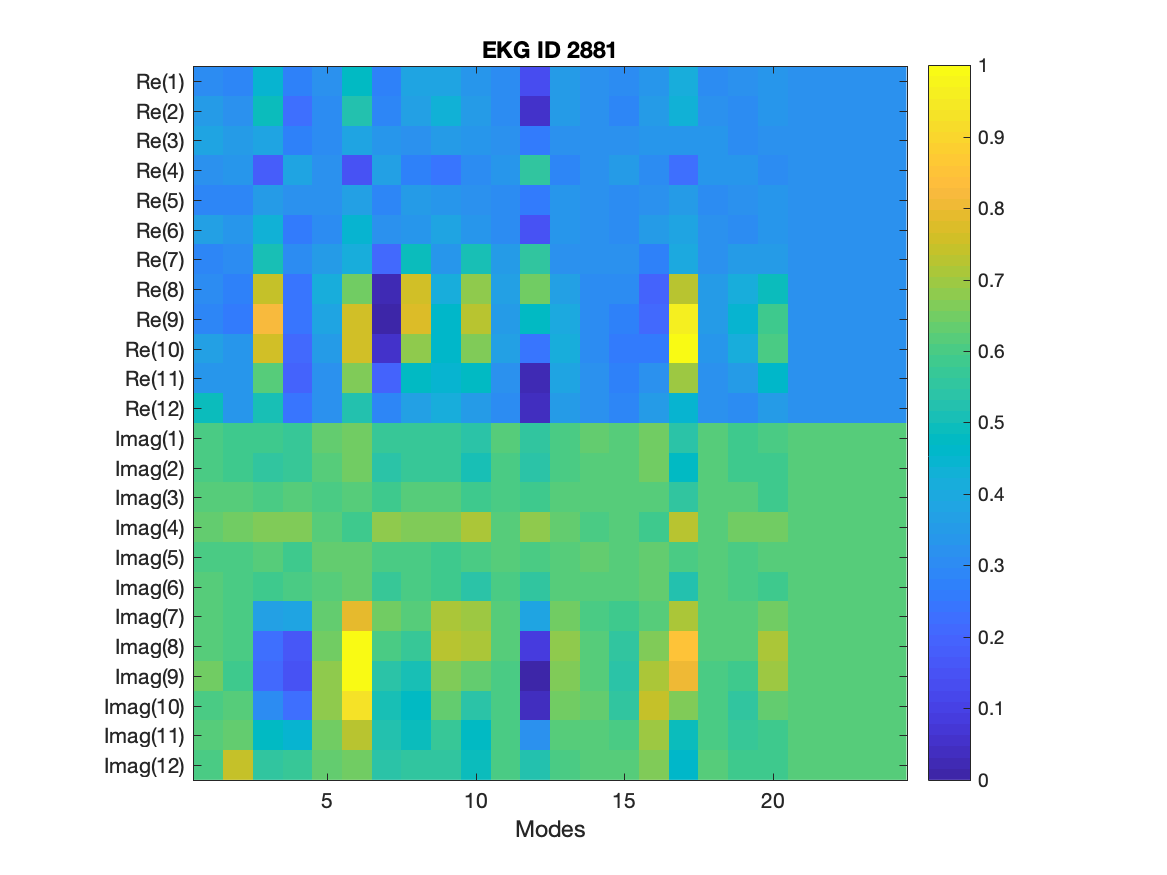 EKG ID 2881
Re(1)
Re(2)
Re(3)
Re(4)
Re(5)
Re(6)
Re(7)
Re(8)
Re(9)
Re(10)
Re(11)
Re(12)
Imag(1)
Imag(2)
Imag(3)
Imag(4)
Imag(5)
Imag(6)
Imag(7)
Imag(8)
Imag(9)
Imag(10)
Imag(11)
Imag(12)
5 10 15 20
Modes
1
0.9
0.8
0.7
0.6
0.5
0.4
0.3
0.2
0.1
0